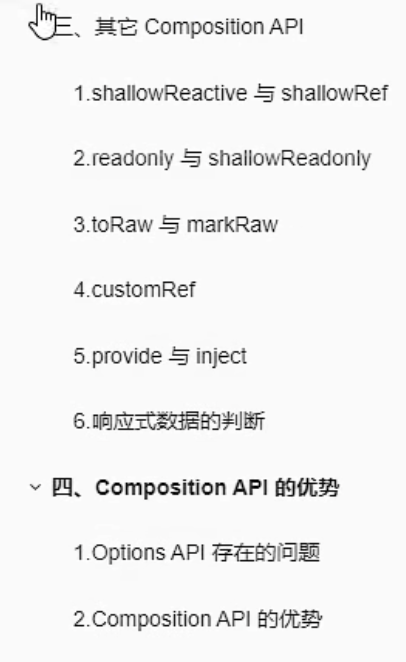 三、其它 Composition API
1.shallowReactive 与 shallowRef
2.readonly 与 shallowReadonly
3.toRaw 与 markRaw
4.customRef
5.provide 与 inject
6.响应式数据的判断
四、Composition API 的优势
1.Options API 存在的问题
2.Composition API 的优势